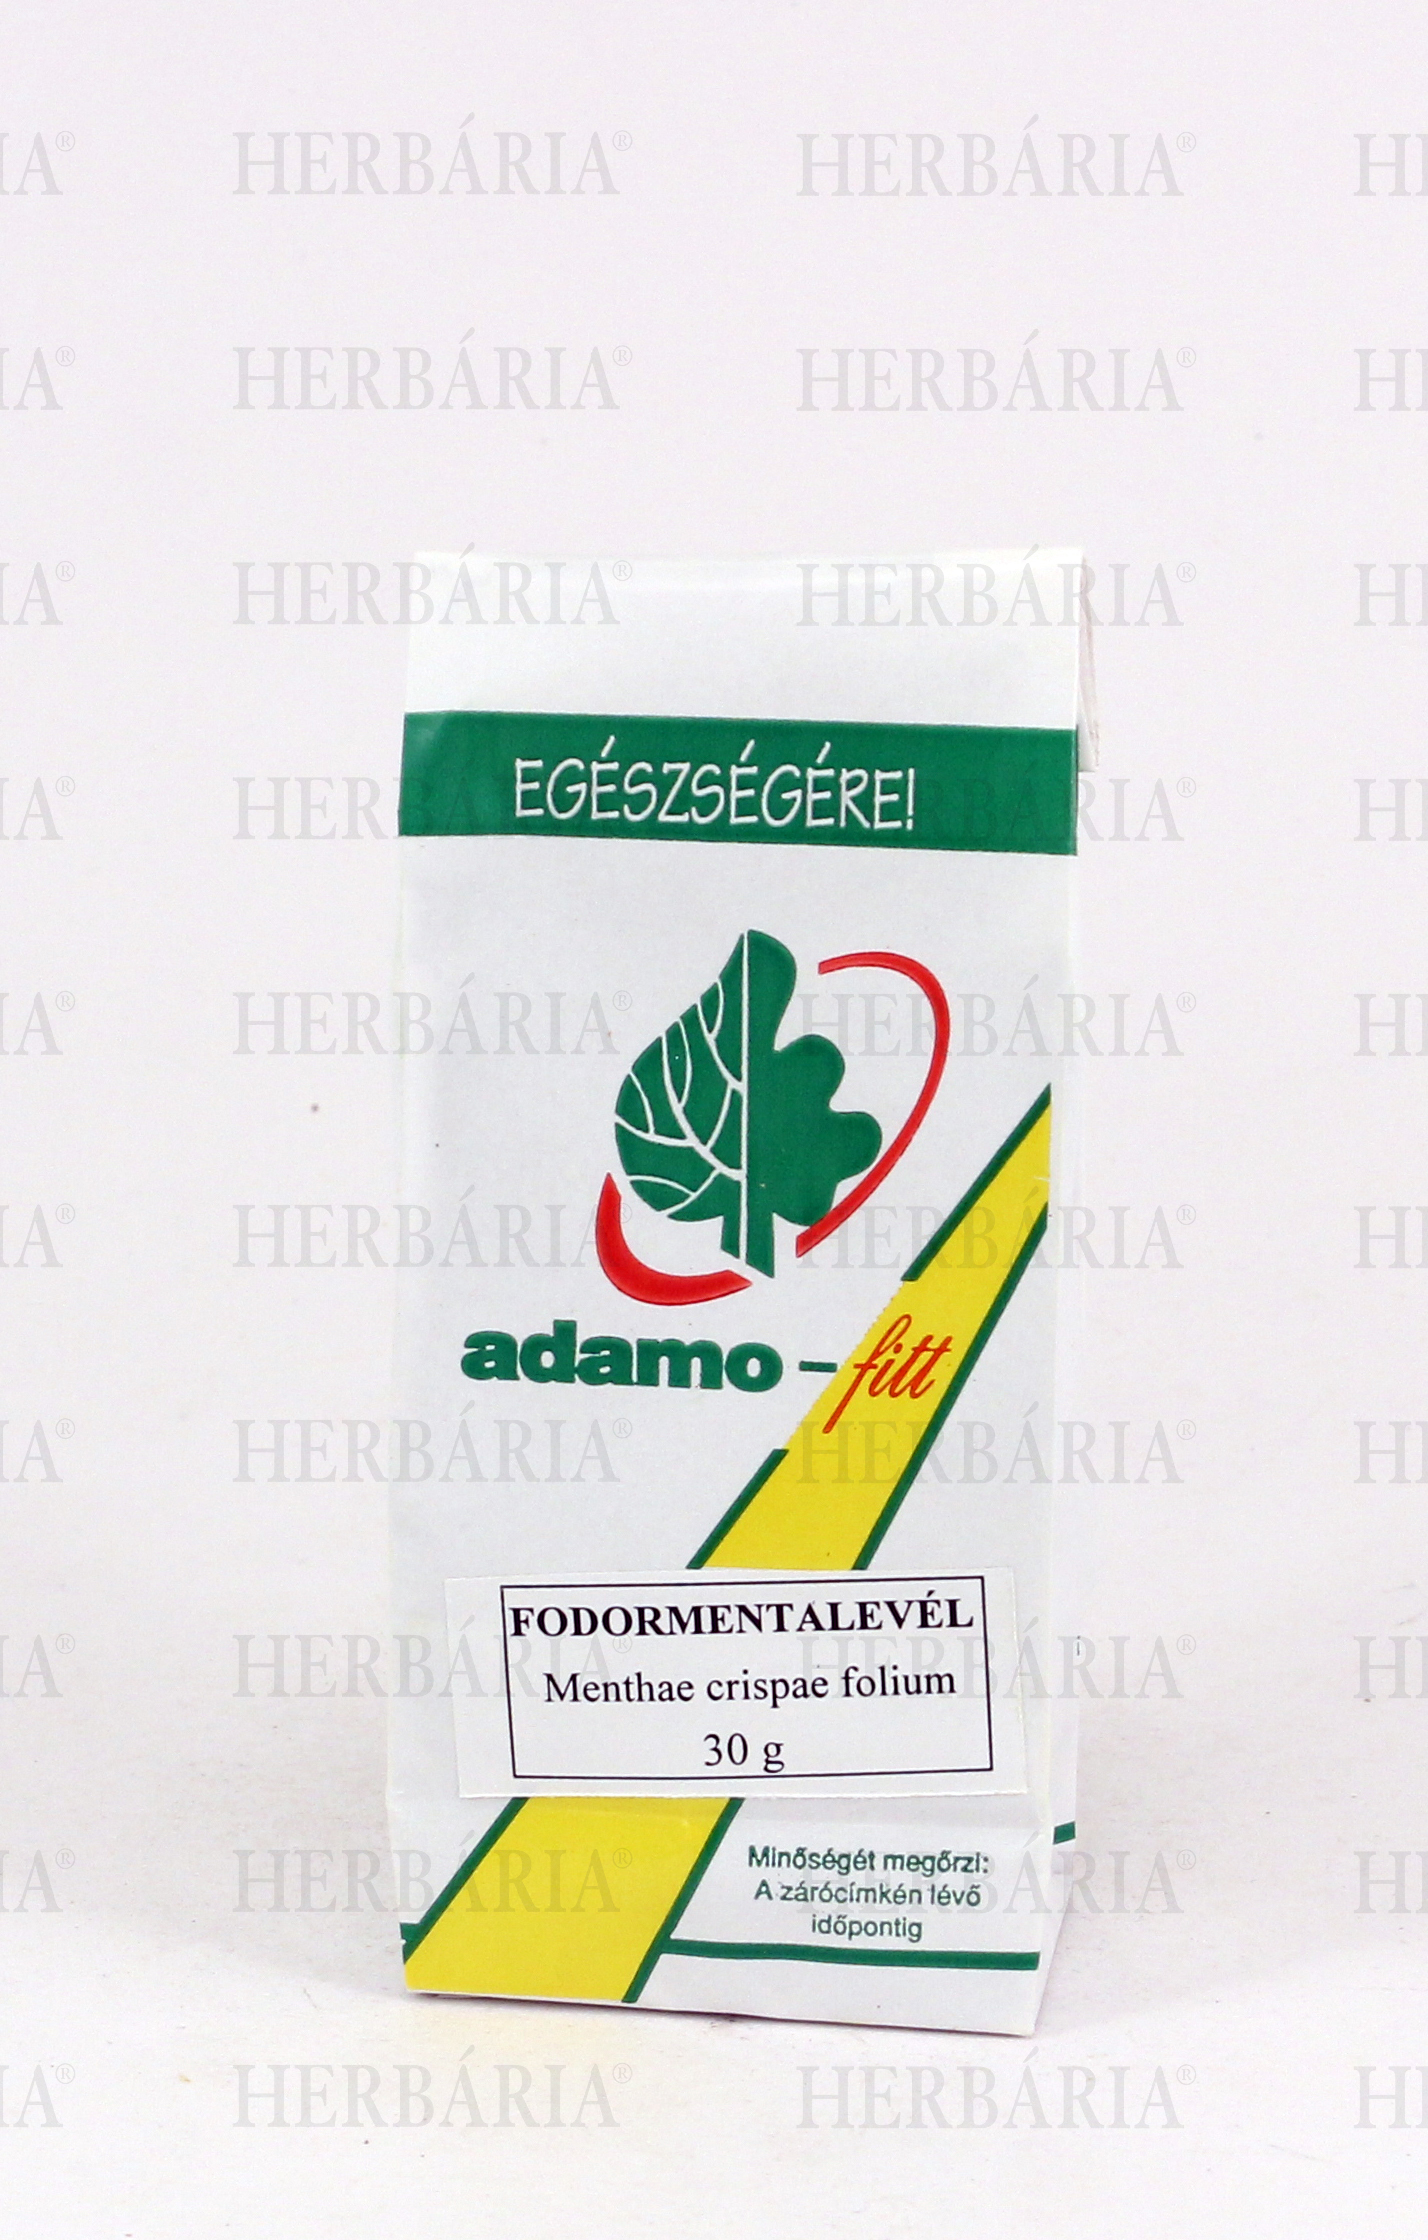 HERBÁRIA®
EGÉSZSÉGÉRE!
adamo - fitt
FODORMENTALEVÉL
Menthae crispae folium
30 g
Minőségét megőrzi:
A zárócímkén lévő
időpontig